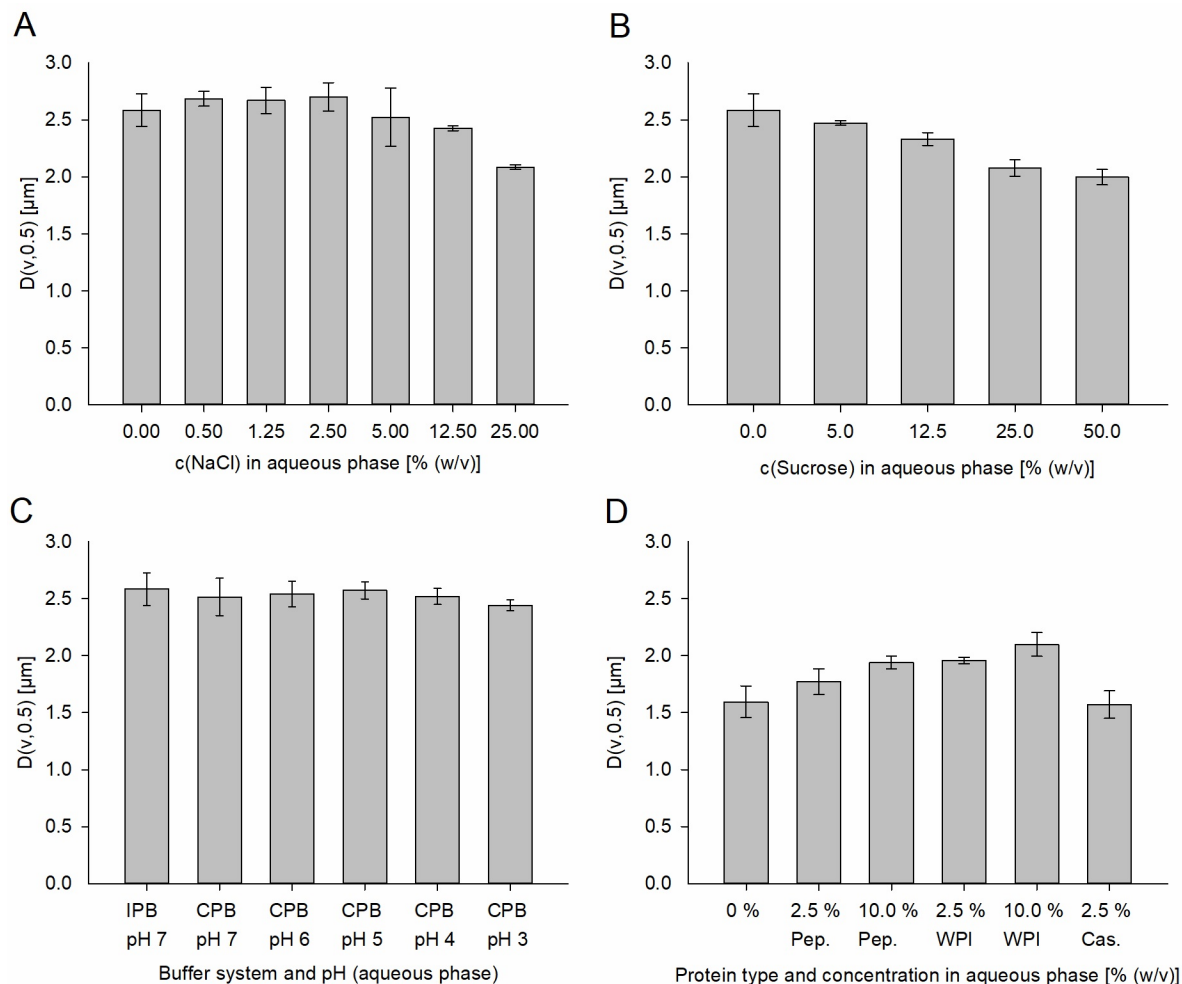 A
3.0
2.5
2.0
1.5
1.0
0.5
0.0
D(v,0.5) [µm]
0.00 0.50 1.25 2.50 5.00 12.50 25.00
c(NaCl) in aqueous phase [% (w/v)]
B
3.0
2.5
2.0
1.5
1.0
0.5
0.0
D(v,0.5) [µm]
0.0 5.0 12.5 25.0 50.0
c(Sucrose) in aqueous phase [% (w/v)]
C
3.0
2.5
2.0
1.5
1.0
0.5
0.0
D(v,0.5) [µm]
IPB CPB CPB CPB CPB CPB
pH 7 pH 7 pH 6 pH 5 pH 4 pH 3
Buffer system and pH (aqueous phase)
D
3.0
2.5
2.0
1.5
1.0
0.5
0.0
D(v,0.5) [µm]
0 % 2.5 % 10.0 % 2.5 % 10.0 % 2.5 %
Pep. Pep. WPI WPI Cas.
Protein type and concentration in aqueous phase [% (w/v)]